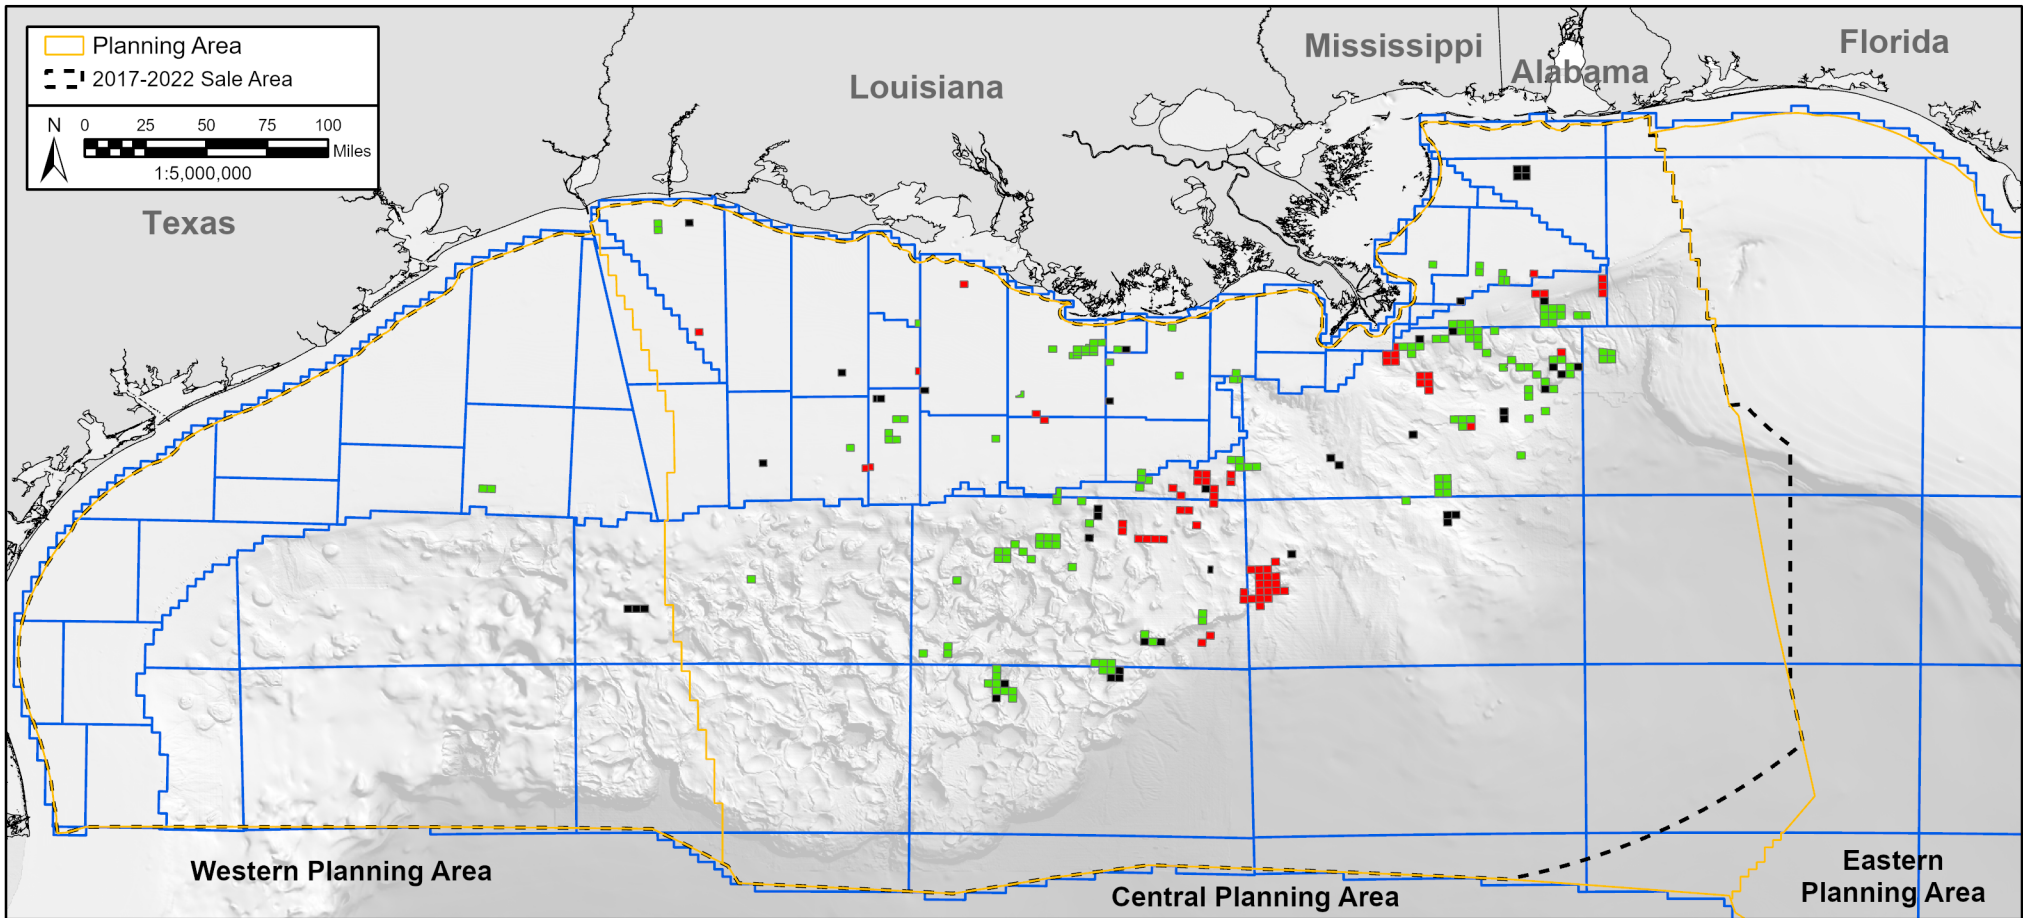 Planning Area
2017-2022 Sale Area
N 0 25 50 75 100
Miles
1:5,000,000
Texas
Louisiana
Mississippi
Alabama
Florida
Western Planning Area
Central Planning Area
Eastern
Planning Area